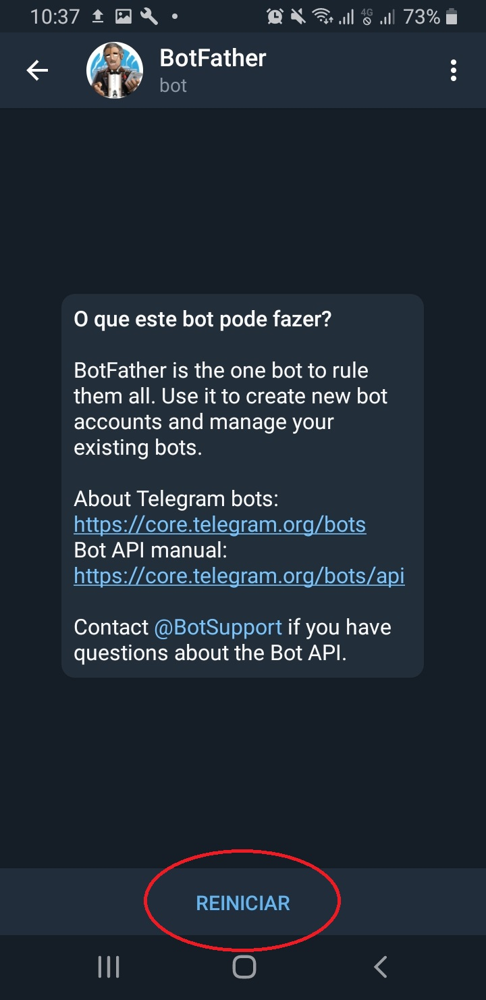 10:37 4G 73%
BotFather
bot
O que este bot pode fazer?
BotFather is the one bot to rule
them all. Use it to create new bot
accounts and manage your
existing bots.
About Telegram bots:
https://core.telegram.org/bots
Bot API manual:
https://core.telegram.org/bots/api
Contact @BotSupport if you have
questions about the Bot API.
REINICIAR